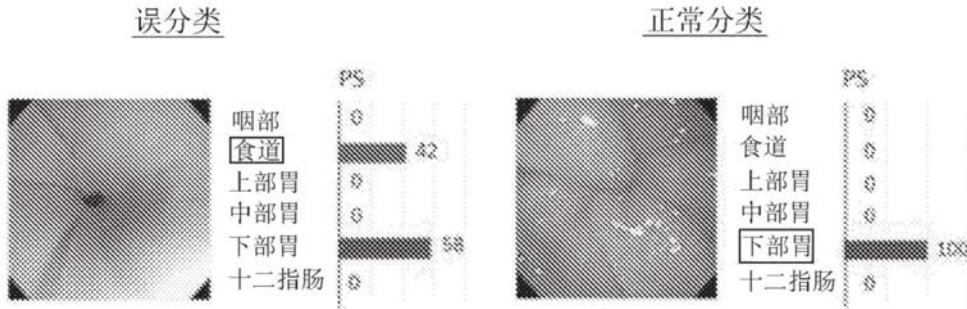 误分类
PS
咽部 0
食道 42
上部胃 0
中部胃 0
下部胃 58
十二指肠 0
正常分类
PS
咽部 0
食道 0
上部胃 0
中部胃 0
下部胃 100
十二指肠 0